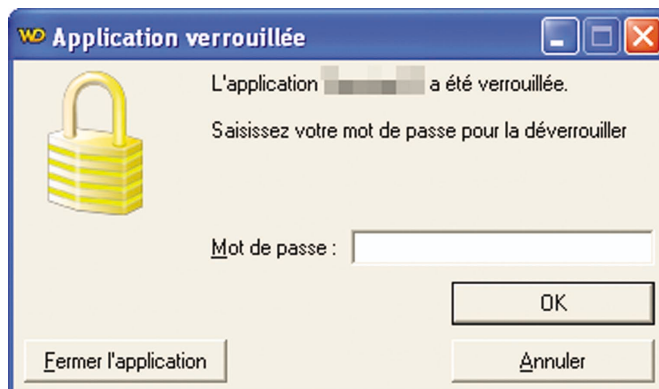 WD Application verrouillée
L'application a été verrouillée.
Saisissez votre mot de passe pour la déverrouiller
Mot de passe :
OK
Fermer l'application
Annuler